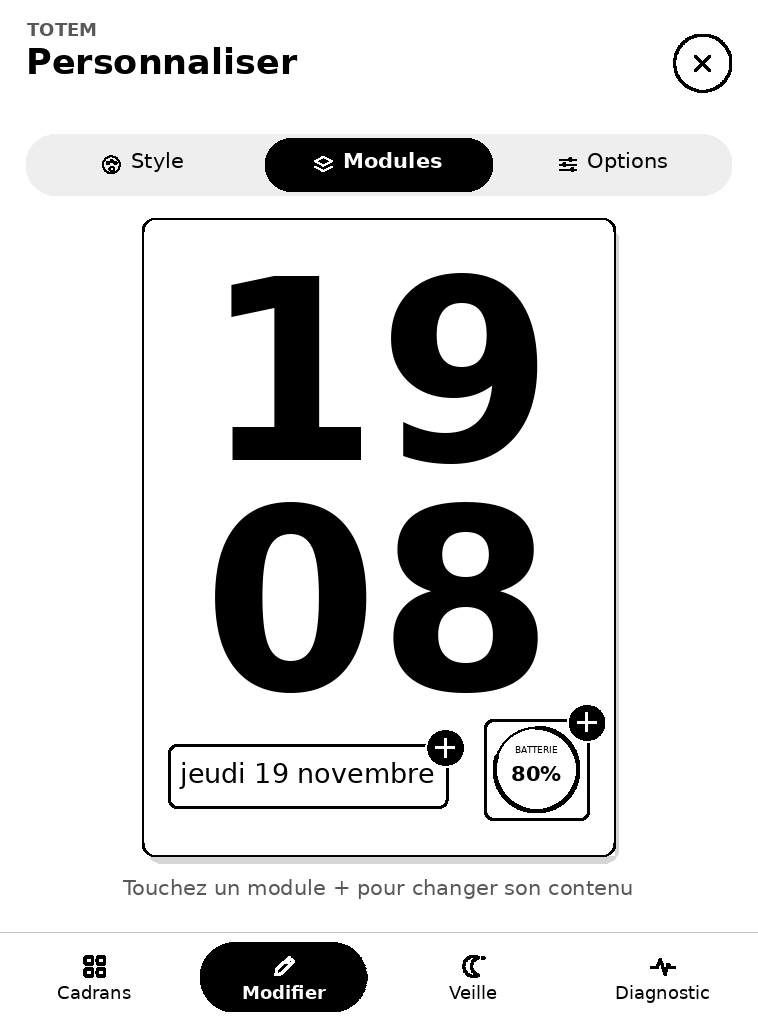 TOTEM
Personnaliser
Style
Modules
Options
19
08
jeudi 19 novembre
BATTERIE
80%
Touchez un module + pour changer son contenu
Cadrans
Modifier
Veille
Diagnostic